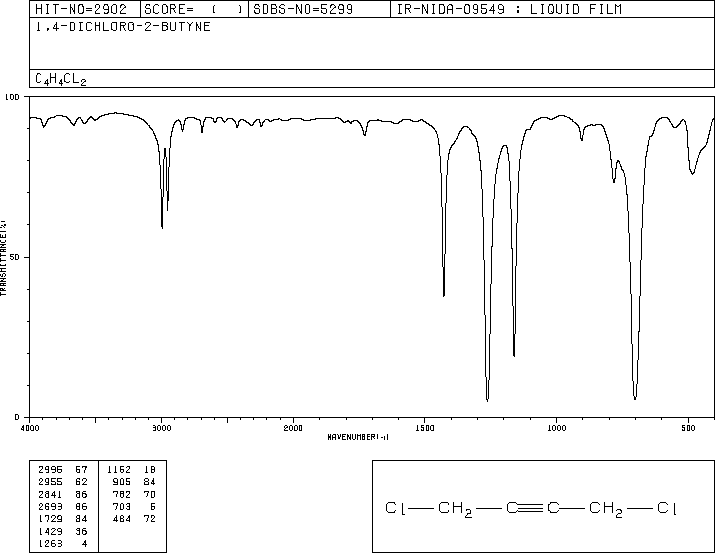 HIT-NO=2902 SCORE= ( ) SDBS-NO=5299 IR-NIDA-09549 : LIQUID FILM
1,4-DICHLORO-2-BUTYNE
C4H4CL2
100
50
0
TRANSMITTANCE(%)
4000 3000 2000 1500 1000 500
WAVENUMBER(-1)
2996 57 1162 18
2955 62 905 84
2841 86 782 70
2693 86 703 5
1729 84 484 72
1429 36
1263 4
Cl CH2 C C CH2 Cl